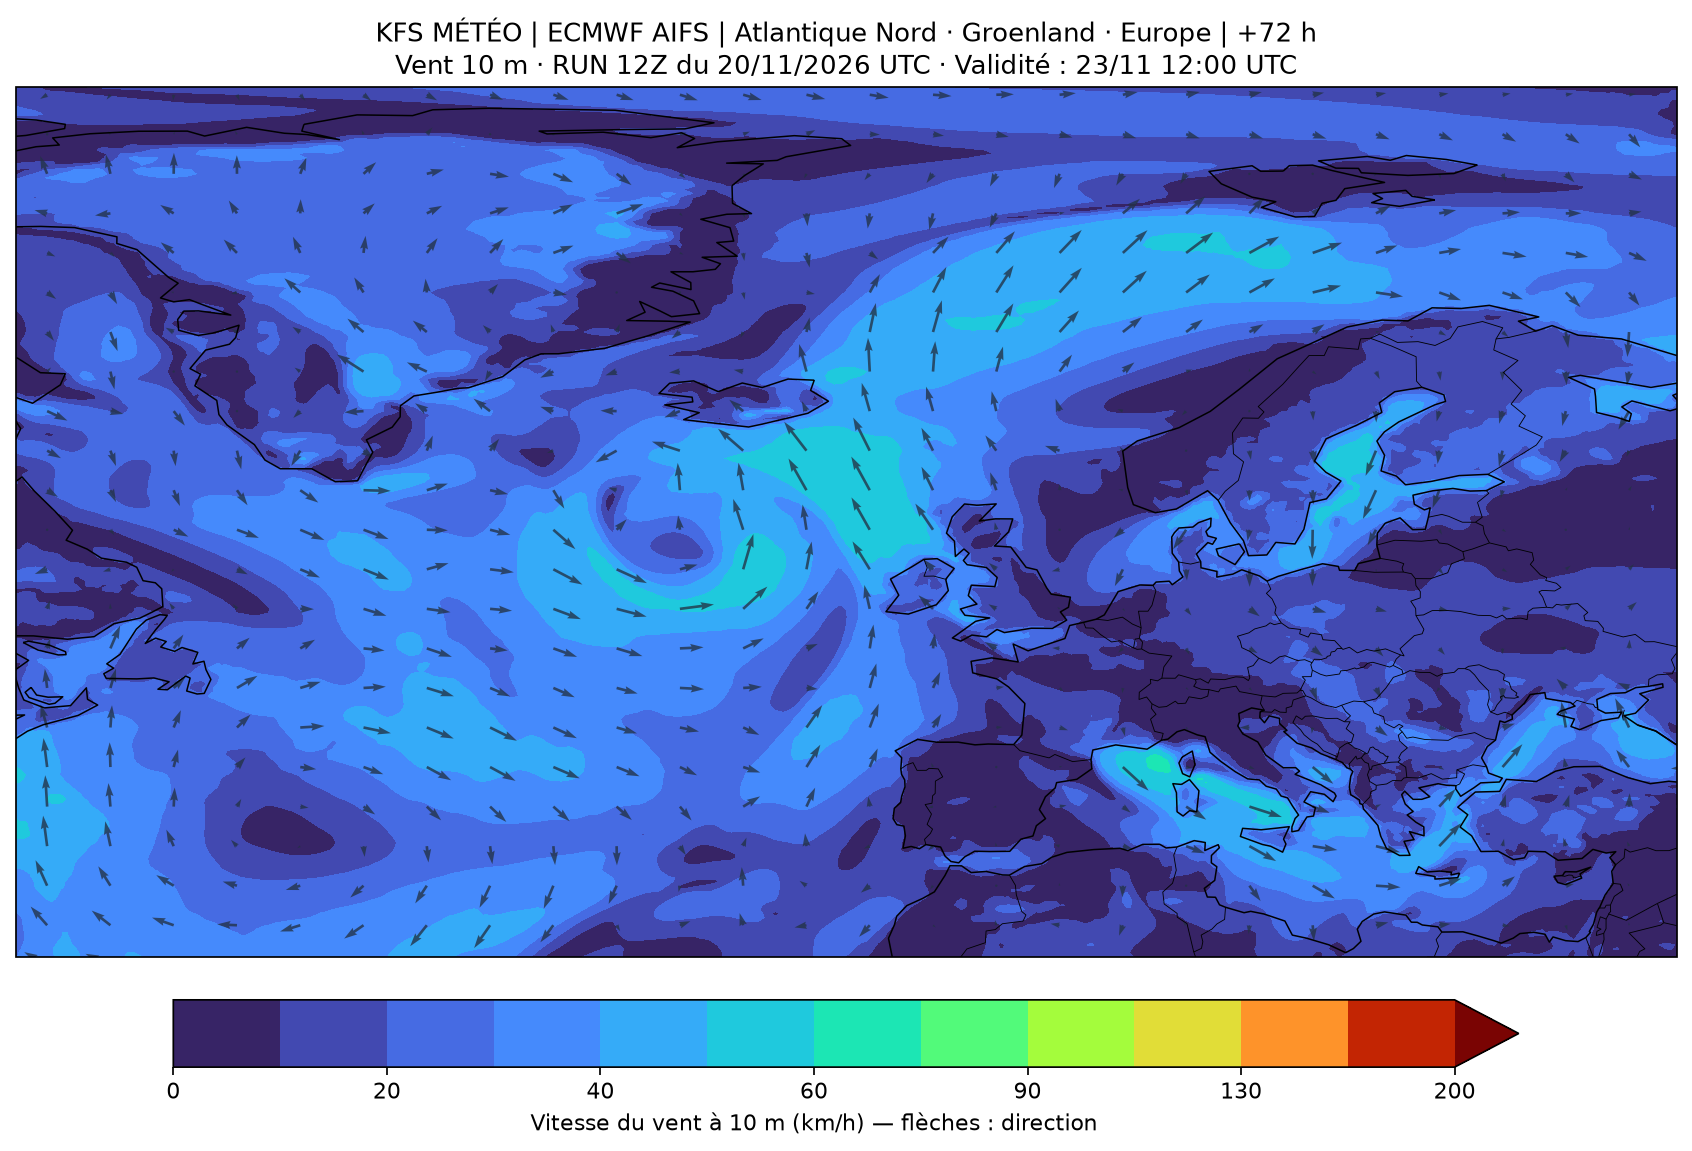 KFS MÉTÉO | ECMWF AIFS | Atlantique Nord · Groenland · Europe | +72 h
Vent 10 m · RUN 12Z du 20/11/2026 UTC · Validité : 23/11 12:00 UTC
0 20 40 60 90 130 200
Vitesse du vent à 10 m (km/h) — flèches : direction